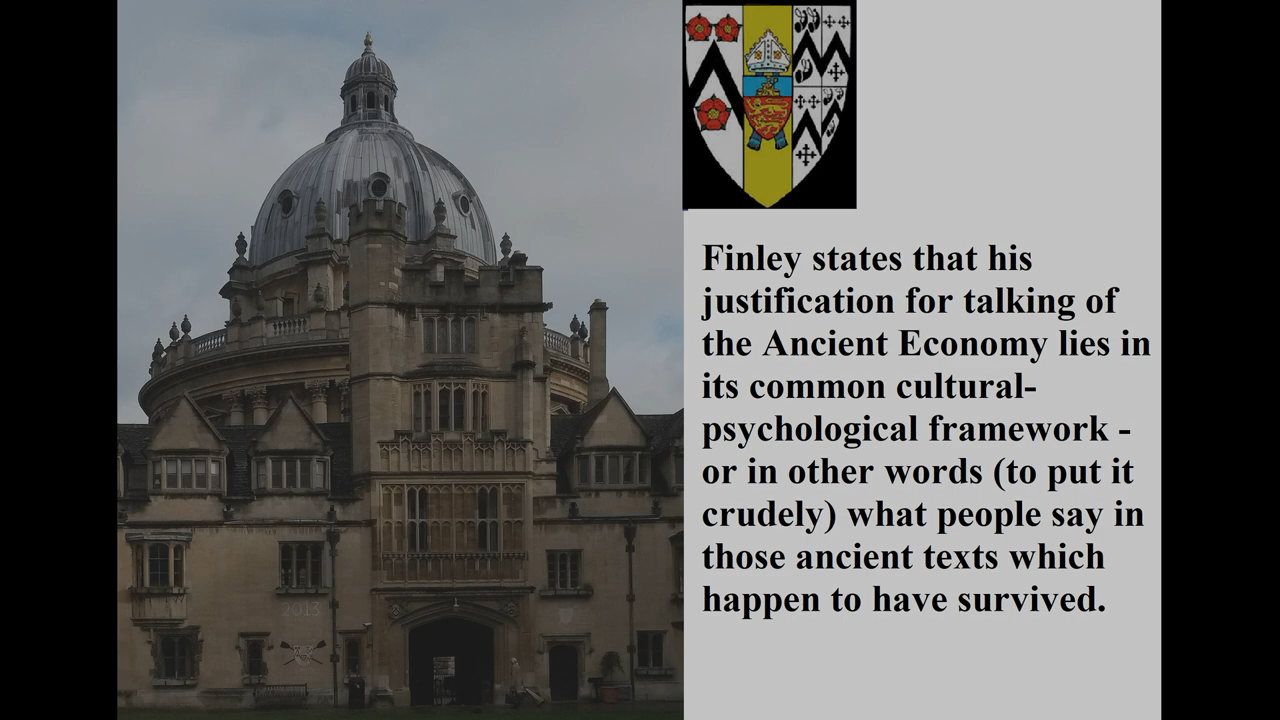 Finley states that his
justification for talking of
the Ancient Economy lies in
its common cultural-
psychological framework -
or in other words (to put it
crudely) what people say in
those ancient texts which
happen to have survived.
2013